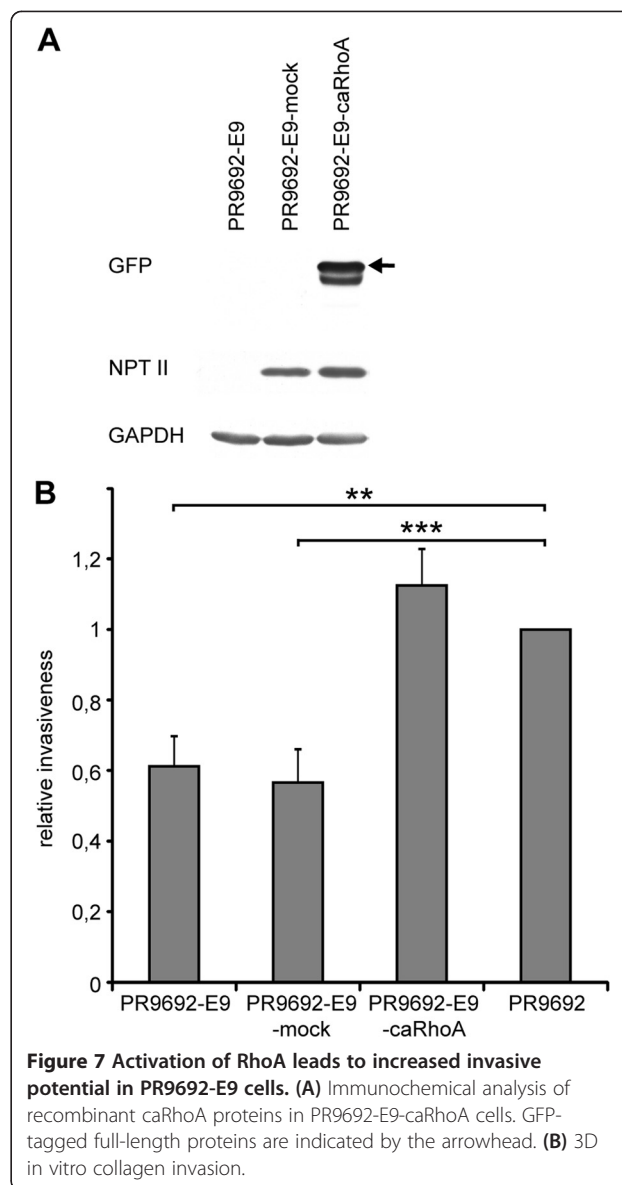 A
PR9692-E9
PR9692-E9-mock
PR9692-E9-caRhoA
GFP
NPT II
GAPDH
B
**
***
relative invasiveness
1,2
1
0,8
0,6
0,4
0,2
0
PR9692-E9
PR9692-E9
-mock
PR9692-E9
-caRhoA
PR9692
Figure 7 Activation of RhoA leads to increased invasive
potential in PR9692-E9 cells. (A) Immunochemical analysis of
recombinant caRhoA proteins in PR9692-E9-caRhoA cells. GFP-
tagged full-length proteins are indicated by the arrowhead. (B) 3D
in vitro collagen invasion.